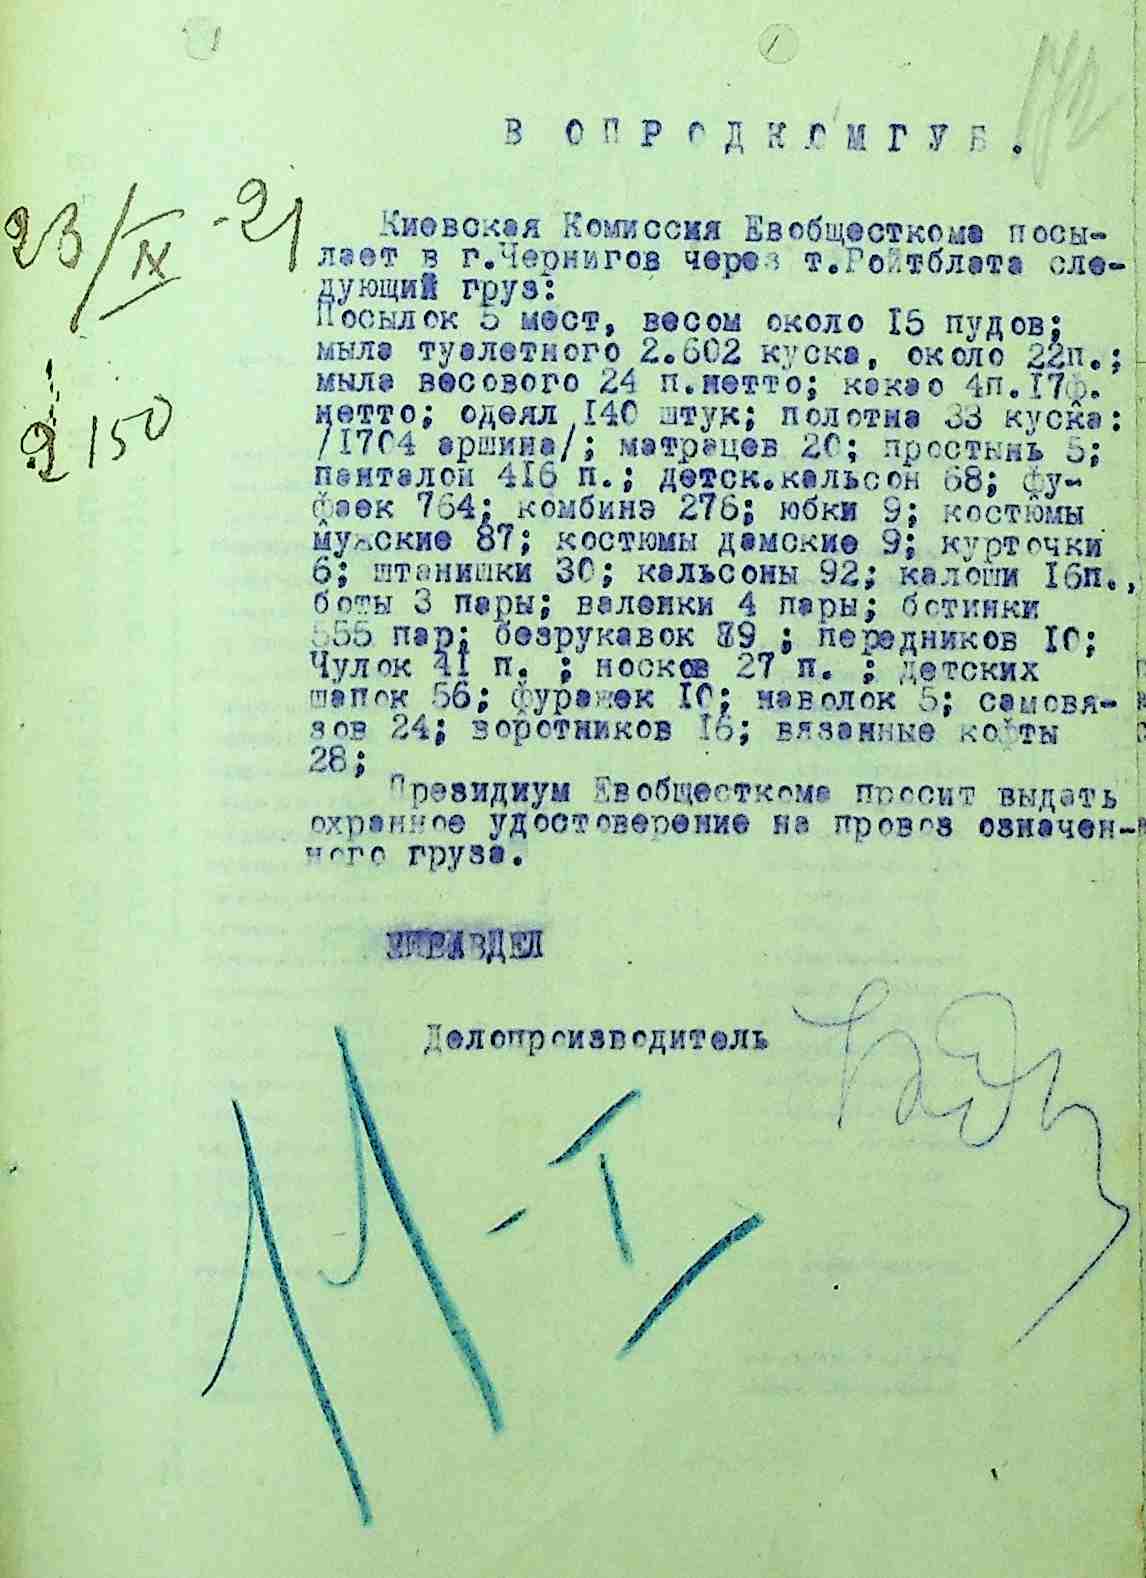 В ОПРОДКОМГУБ.
23/IX -21
2150
Киевская Комиссия Евобщесткома посы-
лает в г.Чернигов через т.Ройтблата сле-
дующий груз:
Посылок 5 мест, весом около 15 пудов;
мыла туалетного 2.602 куска, около 22п.;
мыла весового 24 п.нетто; какао 4п.17ф.
нетто; одеял 140 штук; полотна 33 куска:
/1704 аршина/; матрацев 20; простынь 5;
панталон 416 п.; детск.кальсон 68; фу-
фаек 764; комбинэ 276; юбки 9; костюмы
мужские 87; костюмы дамские 9; курточки
6; штанишки 30; кальсоны 92; калоши 16п.,
боты 3 пары; валенки 4 пары; ботинки
555 пар; безрукавок 39 ; передников 10;
Чулок 41 п. ; носков 27 п. ; детских
шапок 56; фуражек 10; наволок 5; самовя-
зов 24; воротников 16; вязанные кофты
28;
Президиум Евобщесткома просит выдать
охранное удостоверение на провоз означен-
ного груза.
УПРАВДЕЛ
Делопроизводитель